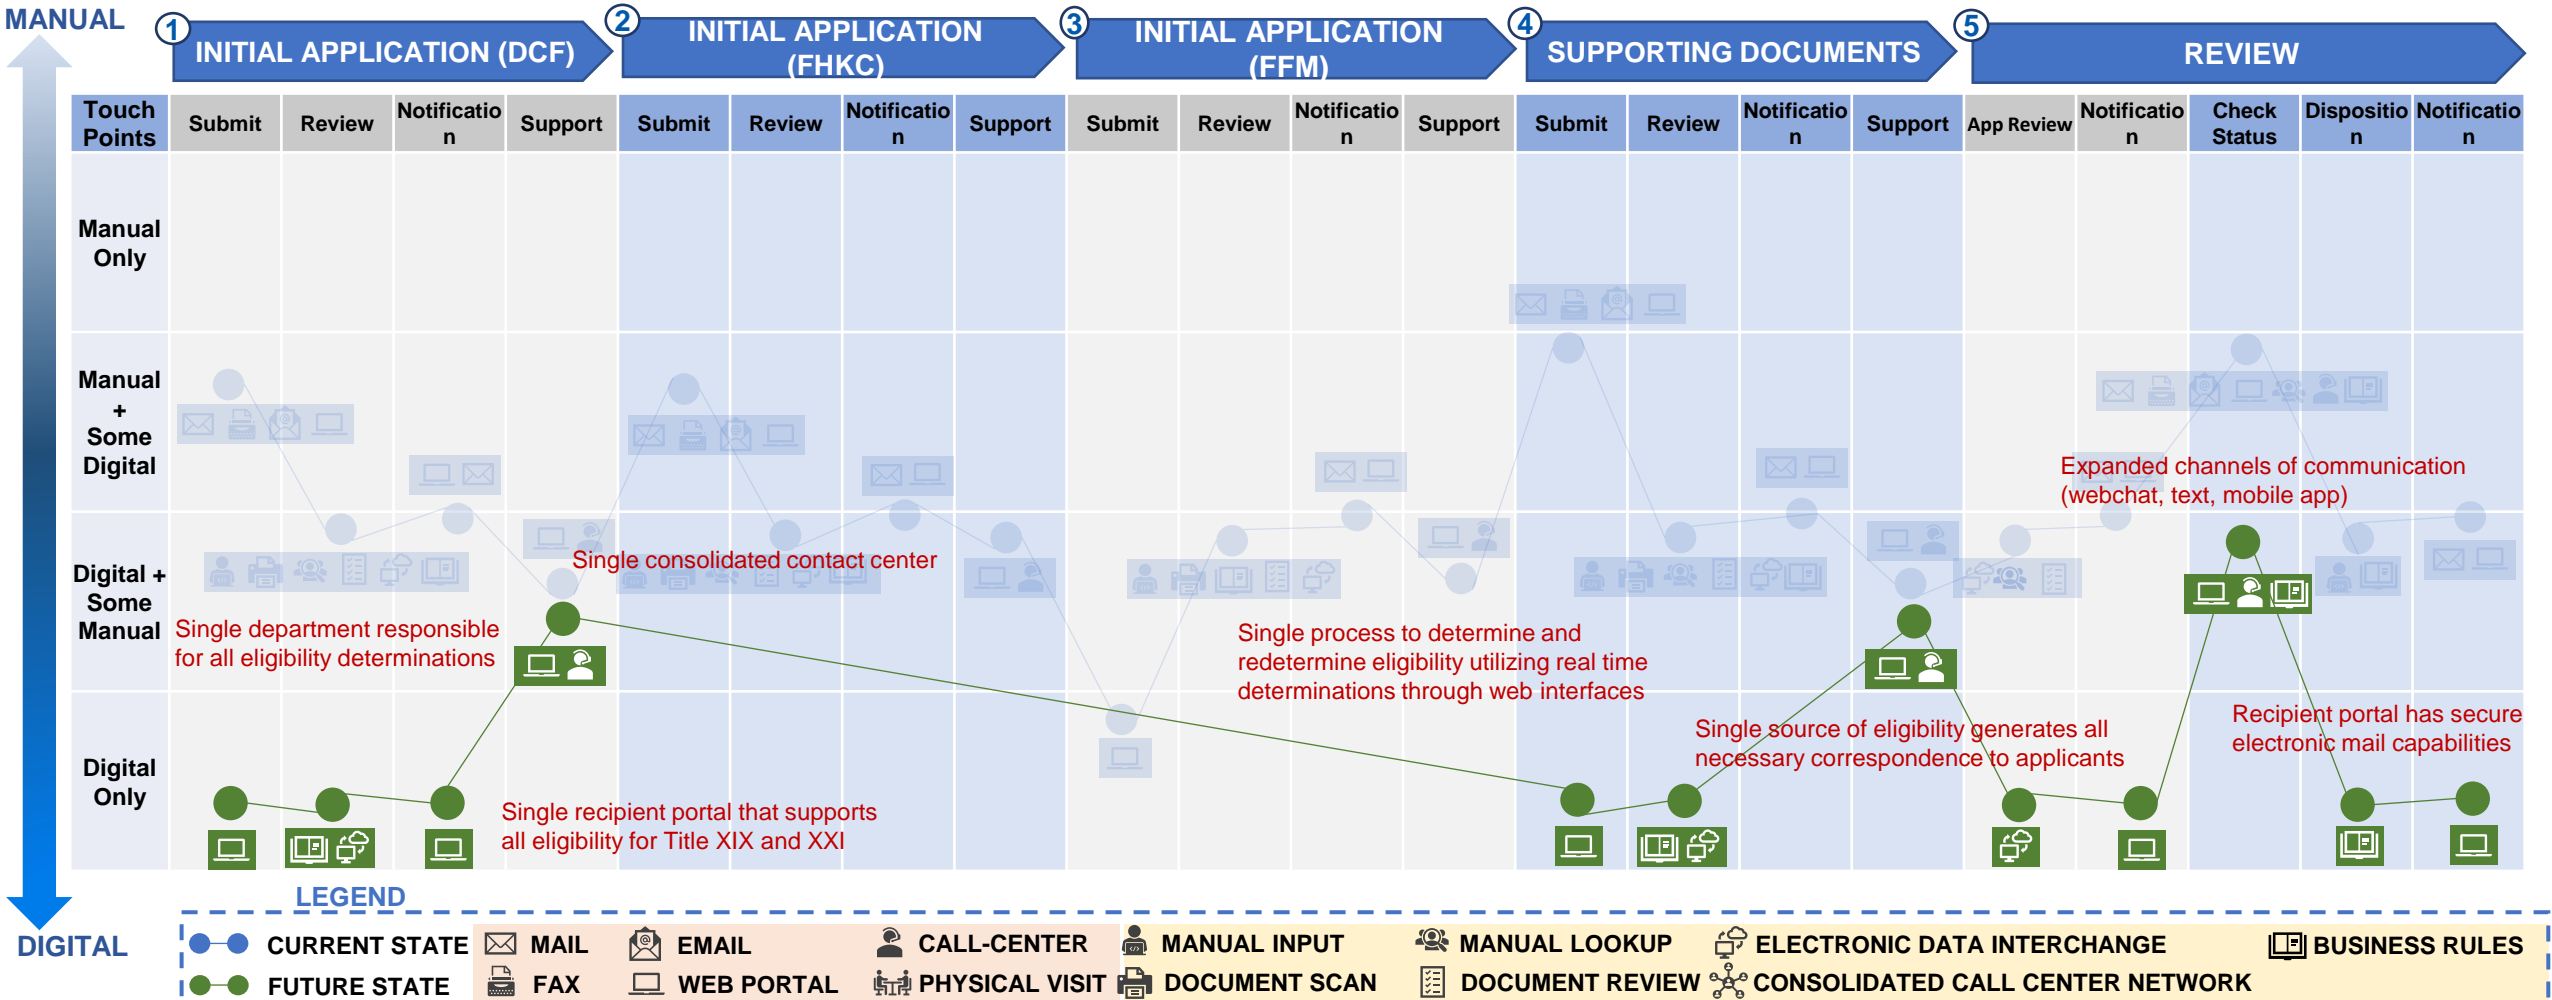 MANUAL
1
INITIAL APPLICATION (DCF)
2
INITIAL APPLICATION
(FHKC)
3
INITIAL APPLICATION
(FFM)
4
SUPPORTING DOCUMENTS
5
REVIEW
Touch
Points
Submit
Review
Notificatio
n
Support
Submit
Review
Notificatio
n
Support
Submit
Review
Notificatio
n
Support
Submit
Review
Notificatio
n
Support
App Review
Notificatio
n
Check
Status
Dispositio
n
Notificatio
n
Manual
Only
Manual
+
Some
Digital
Expanded channels of communication
(webchat, text, mobile app)
Digital +
Some
Manual
Single consolidated contact center
Single department responsible
for all eligibility determinations
Single process to determine and
redetermine eligibility utilizing real time
determinations through web interfaces
Digital
Only
Single source of eligibility generates all
necessary correspondence to applicants
Recipient portal has secure
electronic mail capabilities
Single recipient portal that supports
all eligibility for Title XIX and XXI
DIGITAL
LEGEND
CURRENT STATE
MAIL
EMAIL
CALL-CENTER
MANUAL INPUT
MANUAL LOOKUP
ELECTRONIC DATA INTERCHANGE
BUSINESS RULES
FUTURE STATE
FAX
WEB PORTAL
PHYSICAL VISIT
DOCUMENT SCAN
DOCUMENT REVIEW
CONSOLIDATED CALL CENTER NETWORK